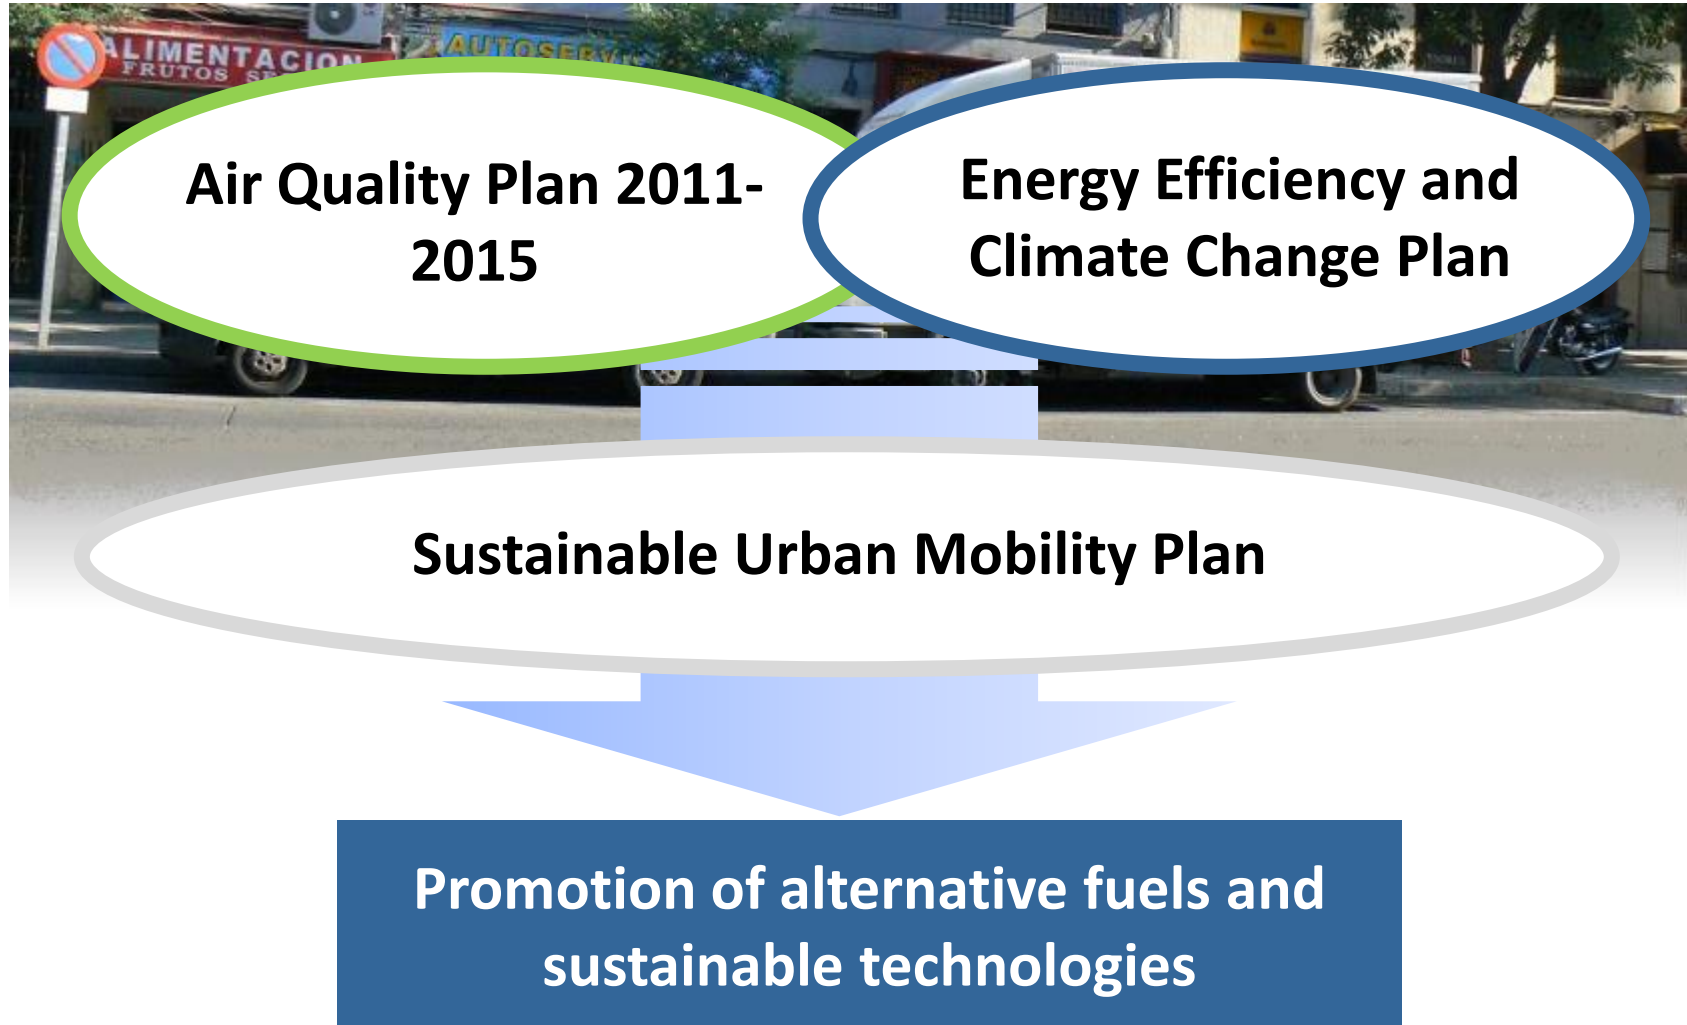 ALIMENTACION
FRUTOS
Air Quality Plan 2011-
2015
Energy Efficiency and
Climate Change Plan
Sustainable Urban Mobility Plan
Promotion of alternative fuels and
sustainable technologies